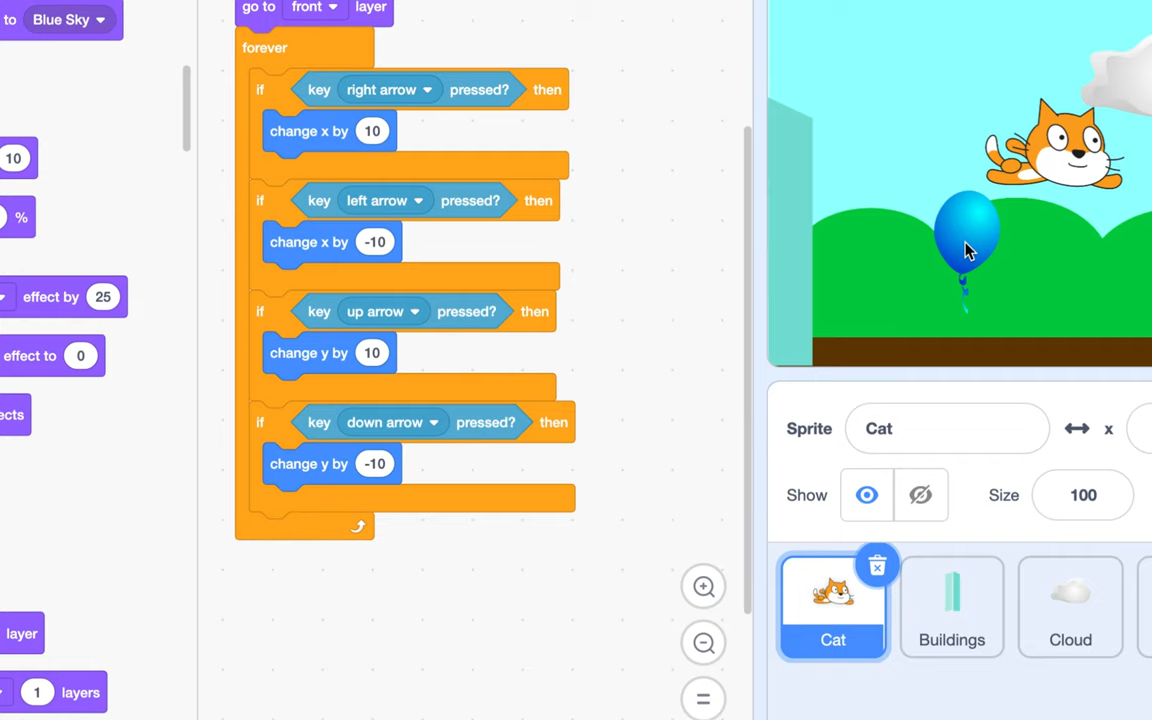 to Blue Sky
10
%
effect by 25
effect to 0
ects
layer
1 layers
go to front layer
forever
if key right arrow pressed? then
change x by 10
if key left arrow pressed? then
change x by -10
if key up arrow pressed? then
change y by 10
if key down arrow pressed? then
change y by -10
Sprite Cat x
Show Size 100
Cat Buildings Cloud